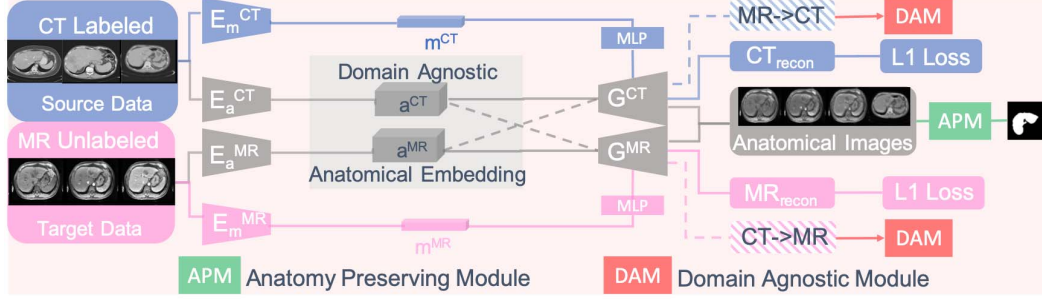 CT Labeled
Source Data
MR Unlabeled
Target Data
E_m^CT
E_a^CT
E_a^MR
E_m^MR
m^CT
Domain Agnostic
a^CT
a^MR
Anatomical Embedding
m^MR
MLP
G^CT
G^MR
MLP
MR->CT
DAM
CT_recon
L1 Loss
Anatomical Images
APM
MR_recon
L1 Loss
CT->MR
DAM
APM Anatomy Preserving Module
DAM Domain Agnostic Module